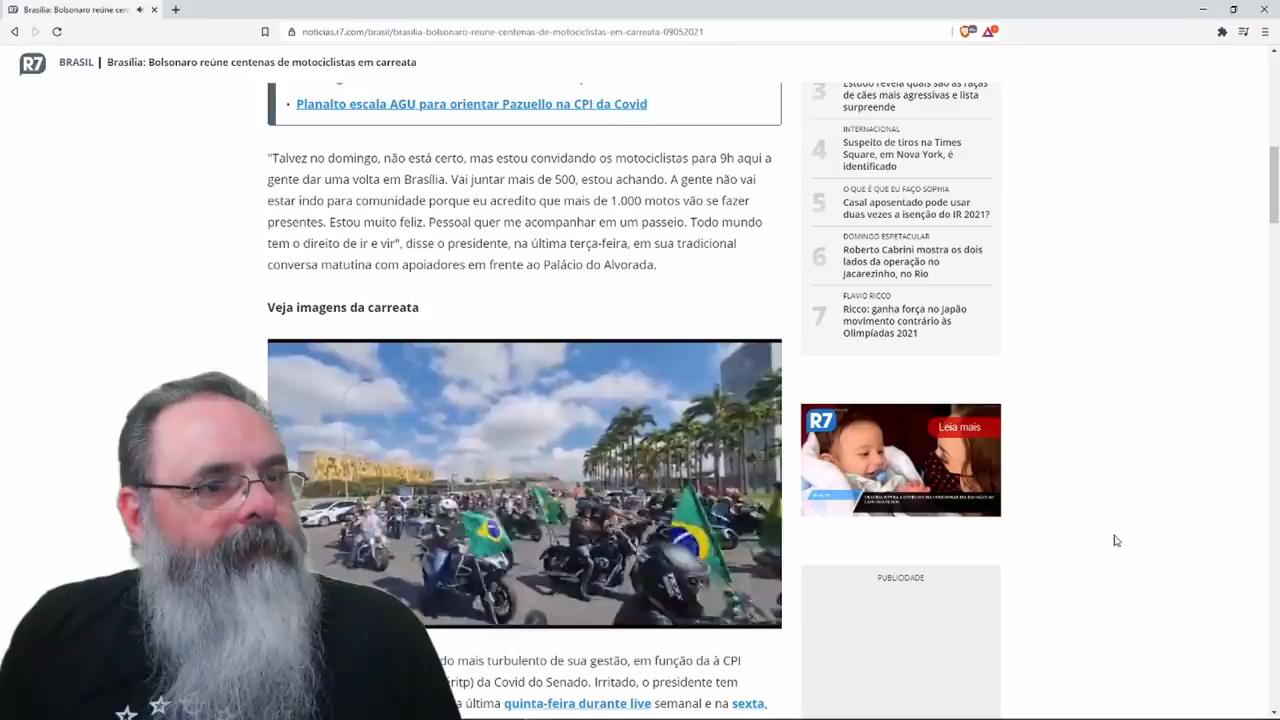 Brasília: Bolsonaro reúne cen
noticias.r7.com/brasil/brasilia-bolsonaro-reune-centenas-de-motociclistas-em-carreata-09052021
R7 BRASIL | Brasília: Bolsonaro reúne centenas de motociclistas em carreata
• Planalto escala AGU para orientar Pazuello na CPI da Covid
"Talvez no domingo, não está certo, mas estou convidando os motociclistas para 9h aqui a
gente dar uma volta em Brasília. Vai juntar mais de 500, estou achando. A gente não vai
estar indo para comunidade porque eu acredito que mais de 1.000 motos vão se fazer
presentes. Estou muito feliz. Pessoal quer me acompanhar em um passeio. Todo mundo
tem o direito de ir e vir", disse o presidente, na última terça-feira, em sua tradicional
conversa matutina com apoiadores em frente ao Palácio do Alvorada.
Veja imagens da carreata
do mais turbulento de sua gestão, em função da à CPI
éritp) da Covid do Senado. Irritado, o presidente tem
a última quinta-feira durante live semanal e na sexta,
3
Estudo revela quais são as raças
de cães mais agressivas e lista
surpreende
INTERNACIONAL
4
Suspeito de tiros na Times
Square, em Nova York, é
identificado
O QUE É QUE EU FAÇO SOPHIA
5
Casal aposentado pode usar
duas vezes a isenção do IR 2021?
DOMINGO ESPETACULAR
6
Roberto Cabrini mostra os dois
lados da operação no
Jacarezinho, no Rio
FLAVIO RICCO
7
Ricco: ganha força no Japão
movimento contrário às
Olimpíadas 2021
R7
Leia mais
PUBLICIDADE